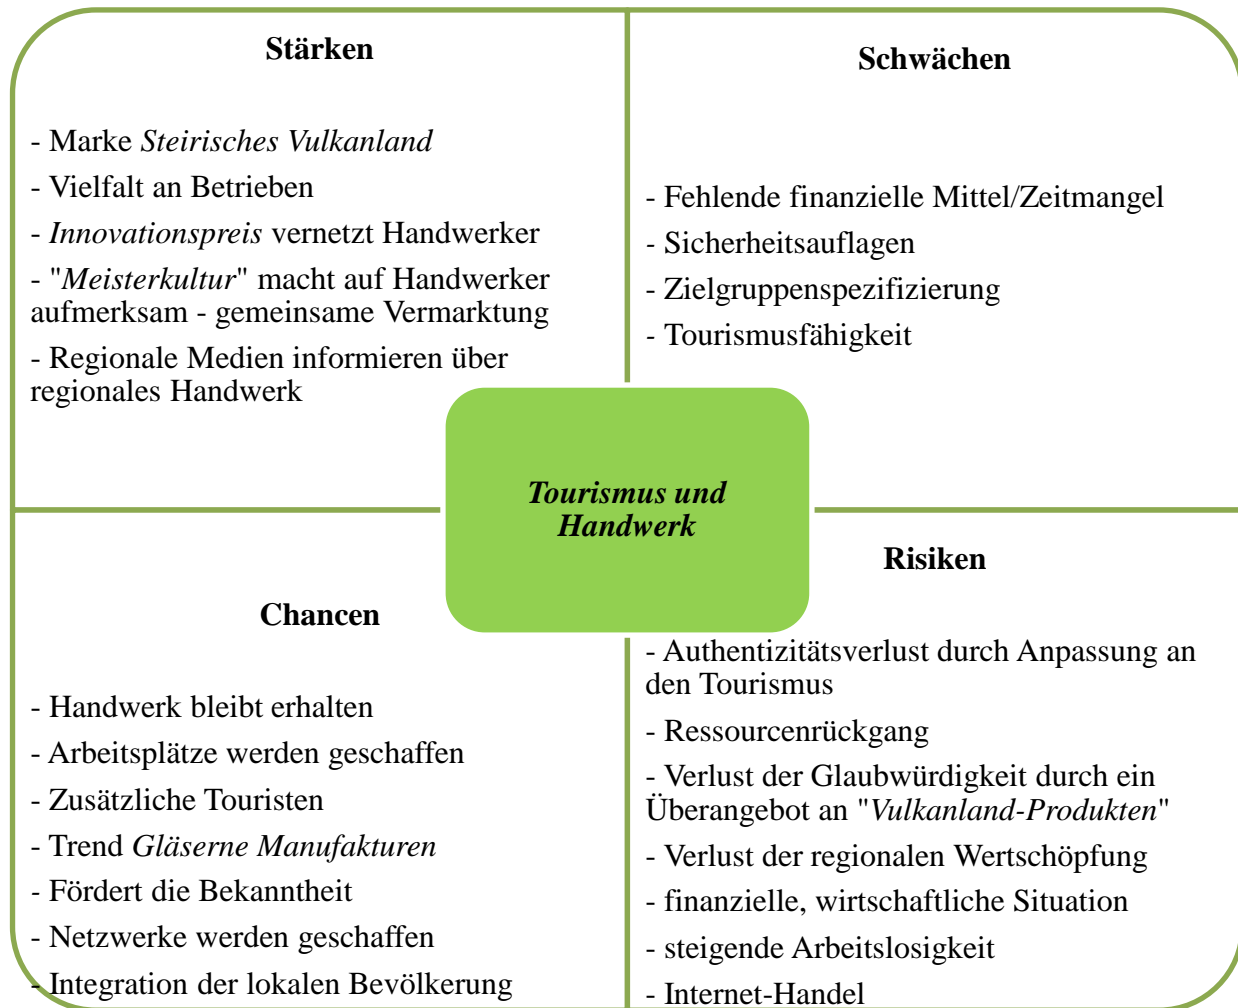 Stärken
- Marke Steirisches Vulkanland
- Vielfalt an Betrieben
- Innovationspreis vernetzt Handwerker
- "Meisterkultur" macht auf Handwerker
aufmerksam - gemeinsame Vermarktung
- Regionale Medien informieren über
regionales Handwerk
Schwächen
- Fehlende finanzielle Mittel/Zeitmangel
- Sicherheitsauflagen
- Zielgruppenspezifizierung
- Tourismusfähigkeit
Tourismus und
Handwerk
Chancen
- Handwerk bleibt erhalten
- Arbeitsplätze werden geschaffen
- Zusätzliche Touristen
- Trend Gläserne Manufakturen
- Fördert die Bekanntheit
- Netzwerke werden geschaffen
- Integration der lokalen Bevölkerung
Risiken
- Authentizitätsverlust durch Anpassung an
den Tourismus
- Ressourcenrückgang
- Verlust der Glaubwürdigkeit durch ein
Überangebot an "Vulkanland-Produkten"
- Verlust der regionalen Wertschöpfung
- finanzielle, wirtschaftliche Situation
- steigende Arbeitslosigkeit
- Internet-Handel